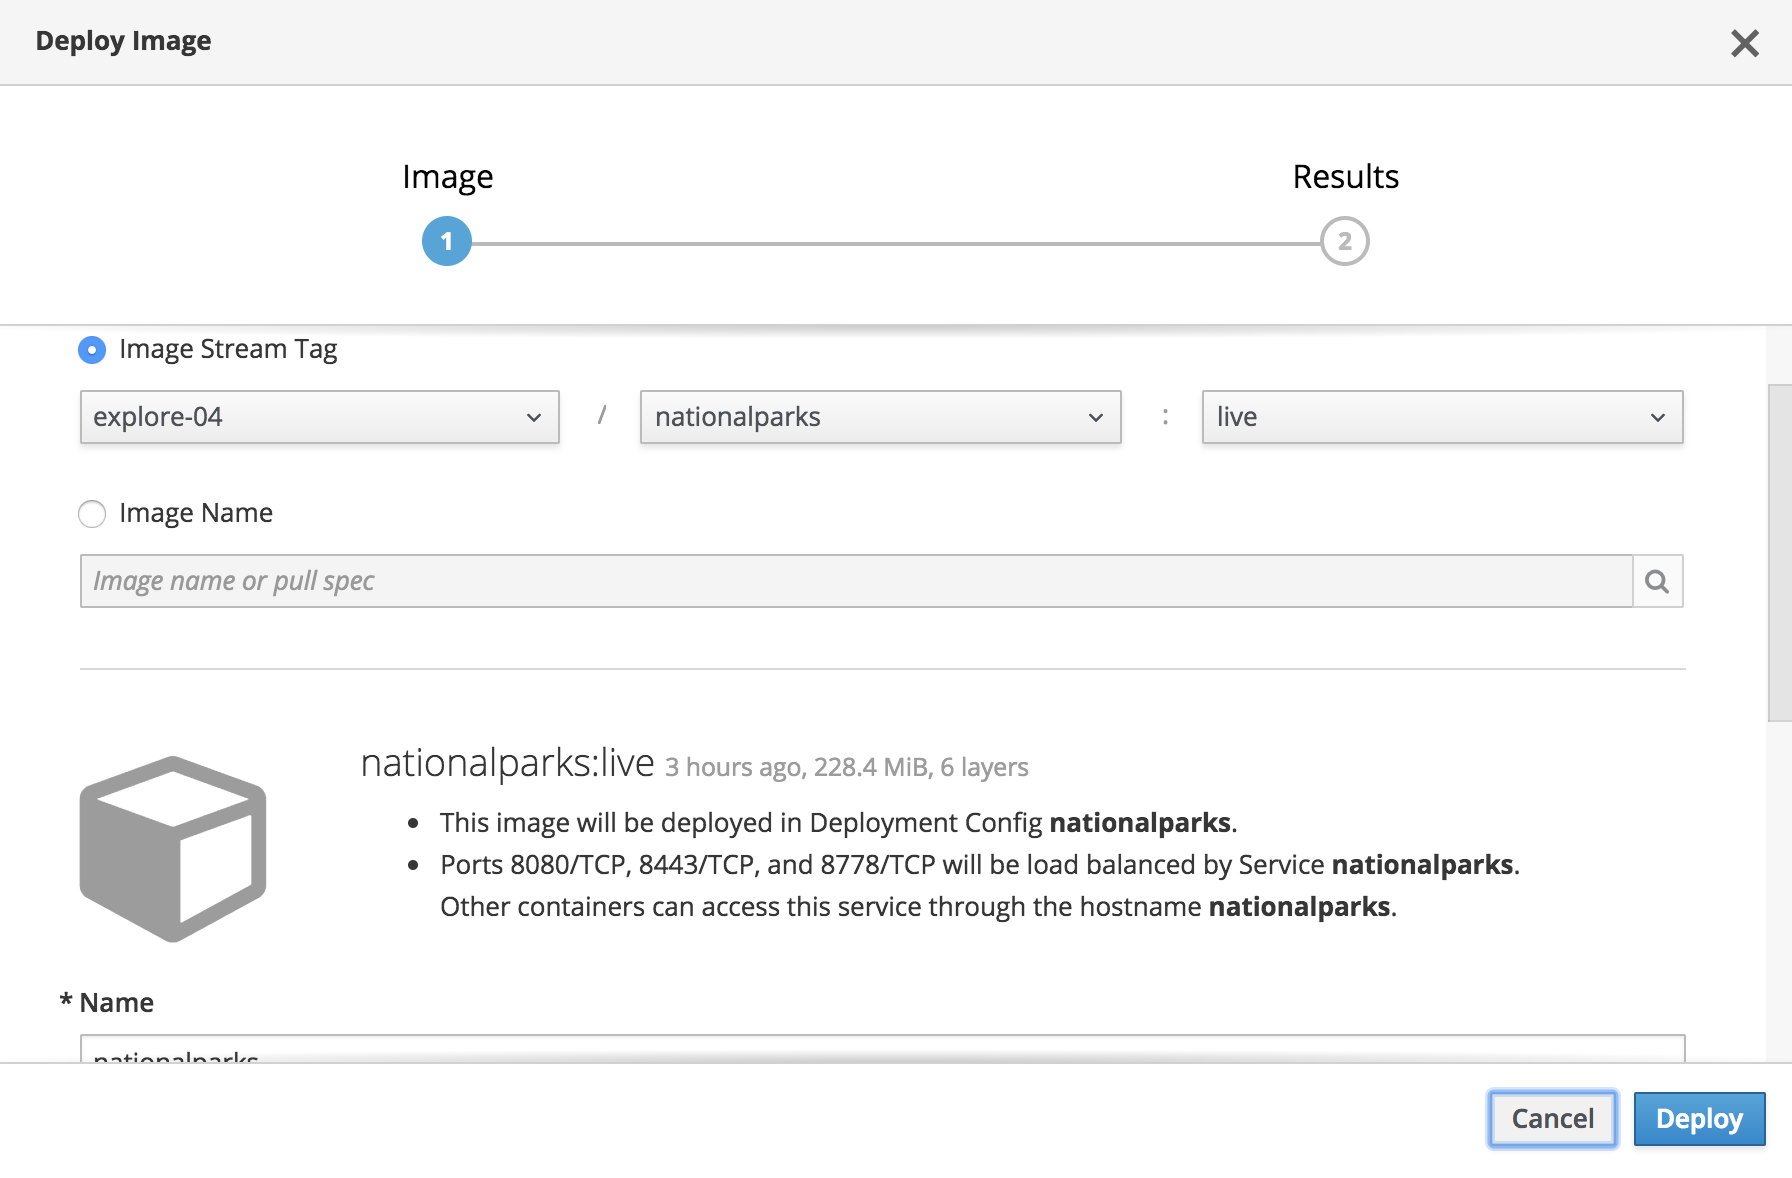 Deploy Image
Image
Results
1
2
Image Stream Tag
explore-04 / nationalparks : live
Image Name
Image name or pull spec
nationalparks:live 3 hours ago, 228.4 MiB, 6 layers
This image will be deployed in Deployment Config nationalparks.
Ports 8080/TCP, 8443/TCP, and 8778/TCP will be load balanced by Service nationalparks.
Other containers can access this service through the hostname nationalparks.
* Name
nationalparks
Cancel
Deploy